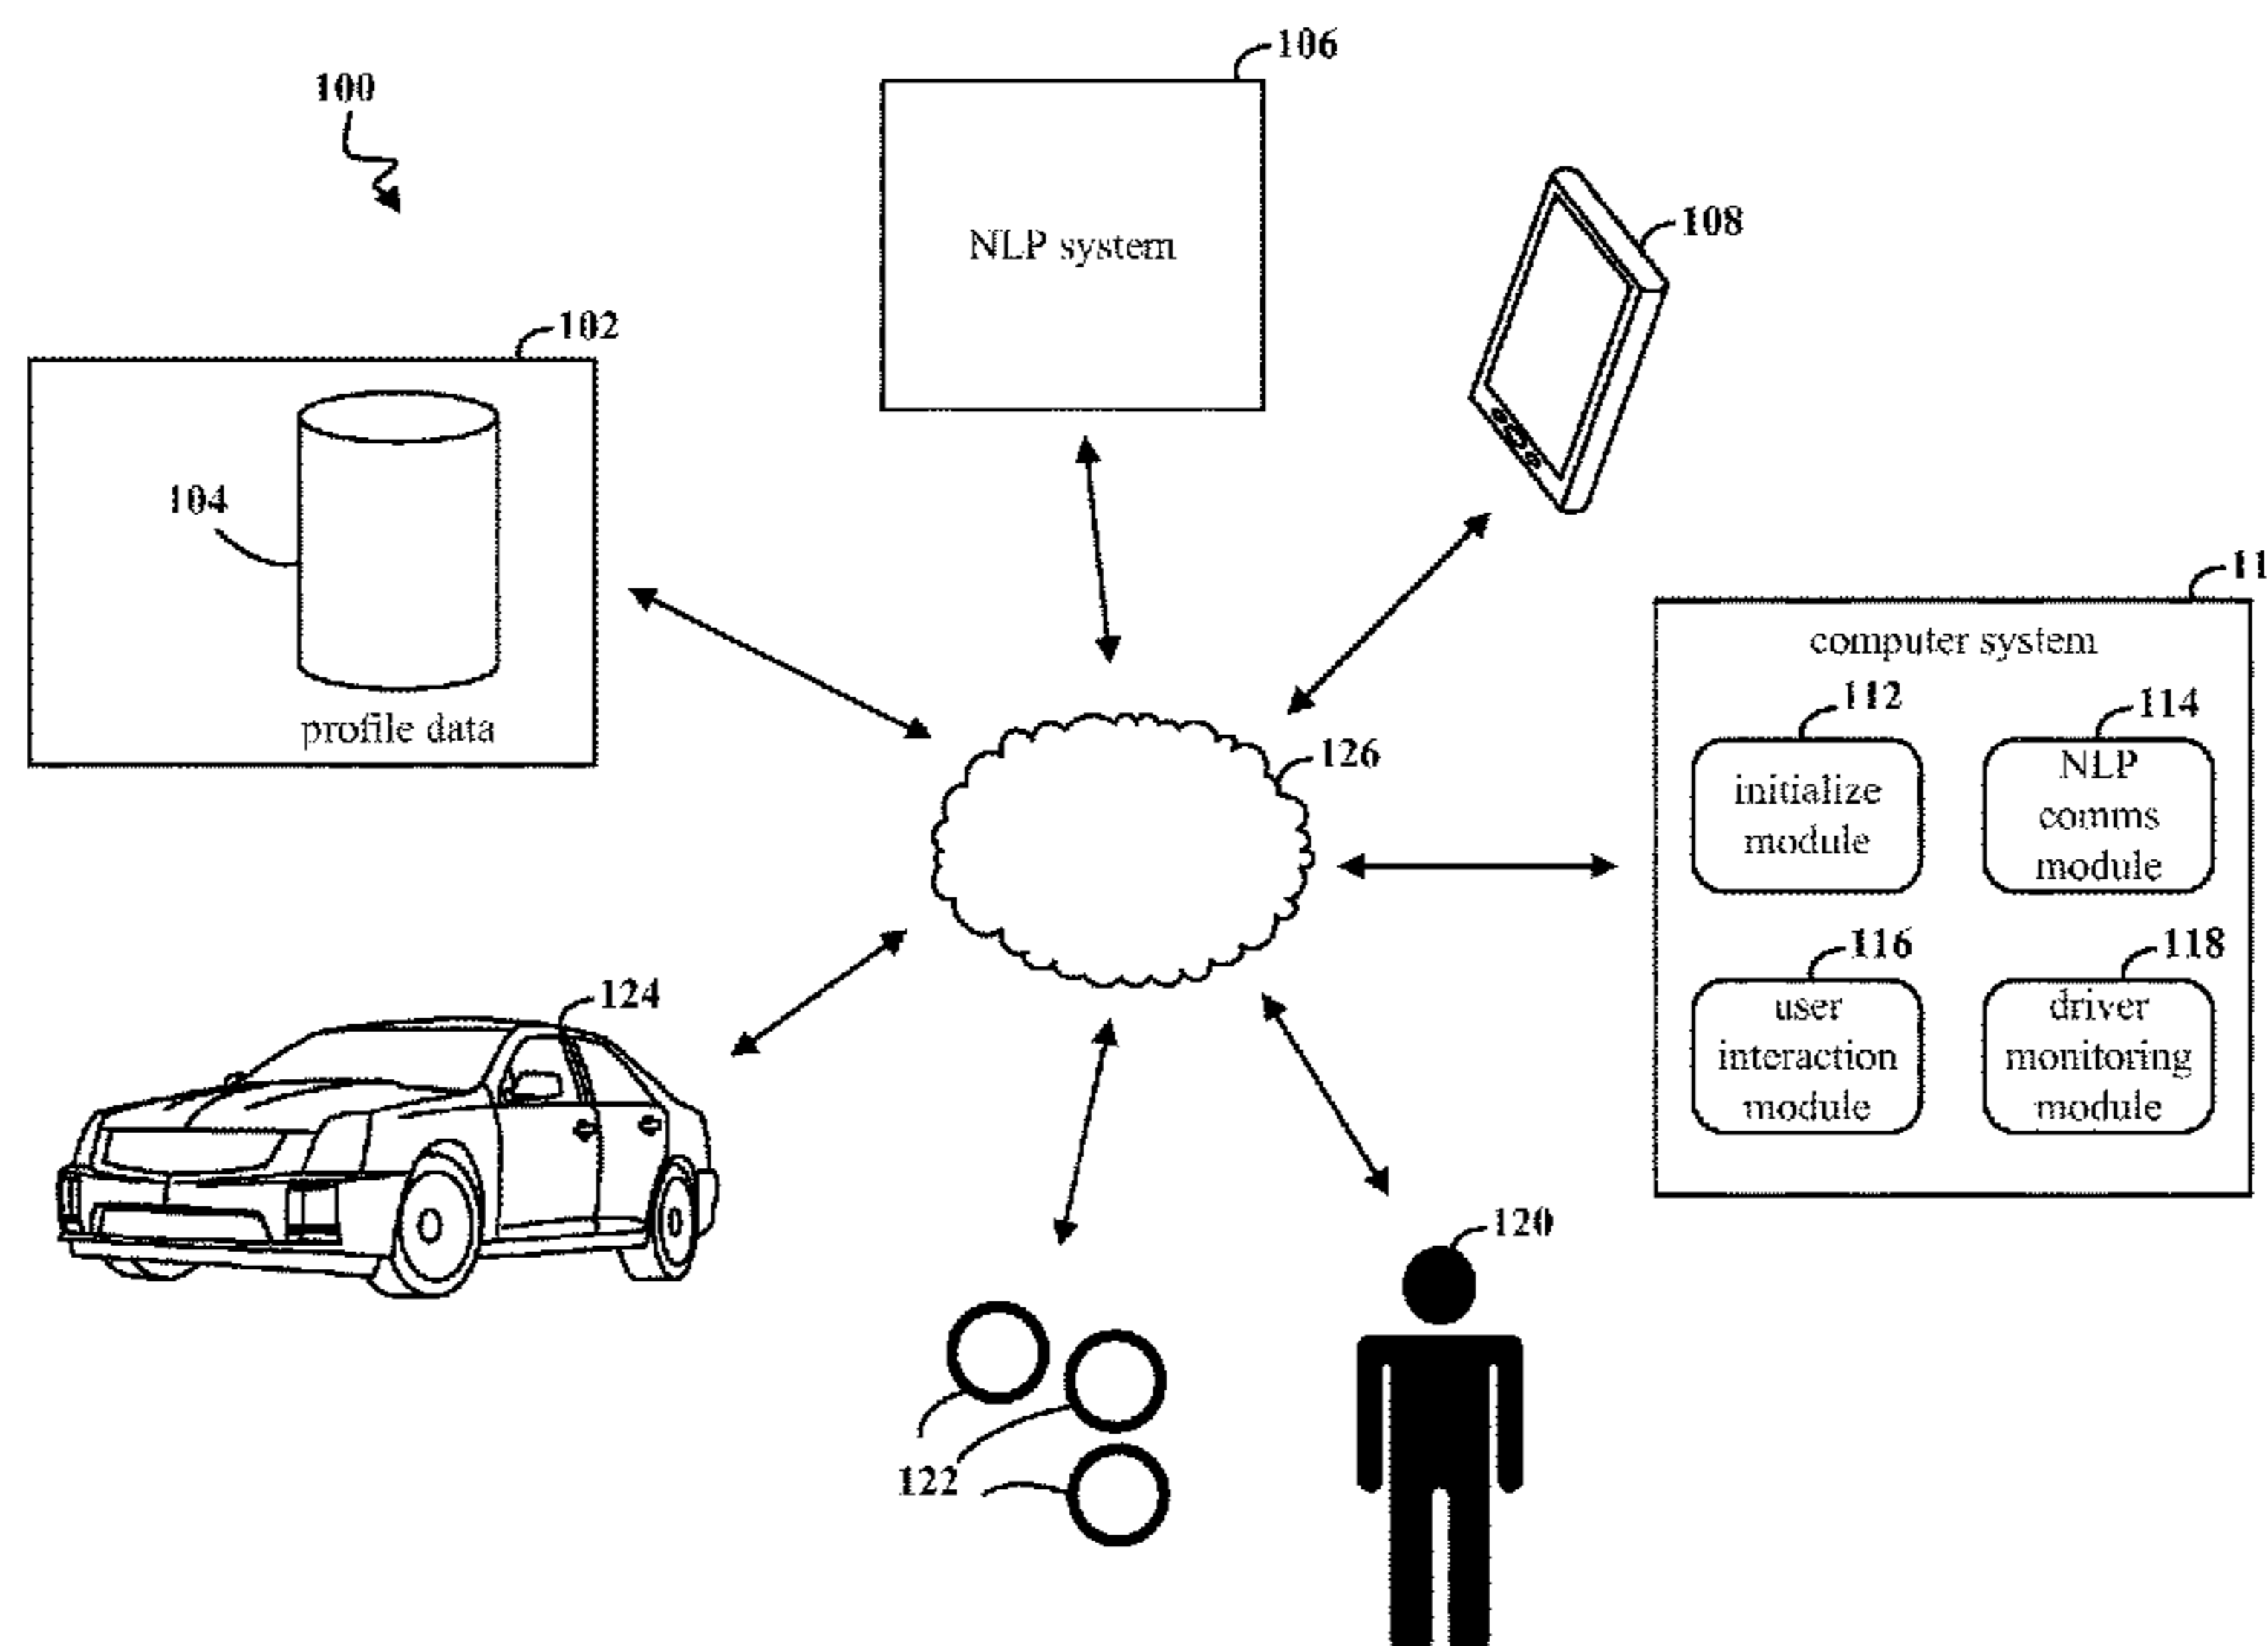 100
106
NLP system
108
102
104
profile data
11
computer system
112
114
initialize
module
NLP
comms
module
116
118
user
interaction
module
driver
monitoring
module
126
124
120
122